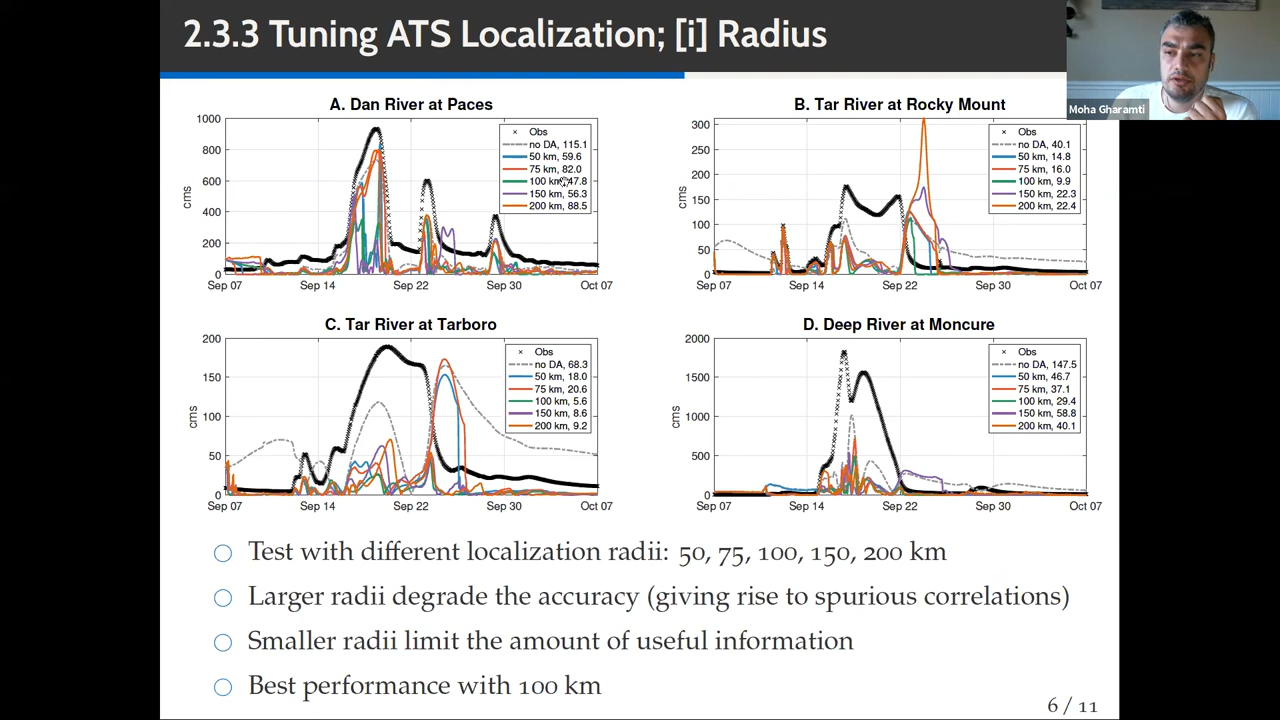 2.3.3 Tuning ATS Localization; [i] Radius
Moha Gharamti
A. Dan River at Paces
cms
1000
800
600
400
200
0
Sep 07
Sep 14
Sep 22
Sep 30
Oct 07
Obs
no DA, 115.1
50 km, 59.6
75 km, 82.0
100 km, 47.8
150 km, 56.3
200 km, 88.5
B. Tar River at Rocky Mount
cms
300
250
200
150
100
50
0
Sep 07
Sep 14
Sep 22
Sep 30
Oct 07
Obs
no DA, 40.1
50 km, 14.8
75 km, 16.0
100 km, 9.9
150 km, 22.3
200 km, 22.4
C. Tar River at Tarboro
cms
200
150
100
50
0
Sep 07
Sep 14
Sep 22
Sep 30
Oct 07
Obs
no DA, 68.3
50 km, 18.0
75 km, 20.6
100 km, 5.6
150 km, 8.6
200 km, 9.2
D. Deep River at Moncure
cms
2000
1500
1000
500
0
Sep 07
Sep 14
Sep 22
Sep 30
Oct 07
Obs
no DA, 147.5
50 km, 46.7
75 km, 37.1
100 km, 29.4
150 km, 58.8
200 km, 40.1
Test with different localization radii: 50, 75, 100, 150, 200 km
Larger radii degrade the accuracy (giving rise to spurious correlations)
Smaller radii limit the amount of useful information
Best performance with 100 km
6 / 11